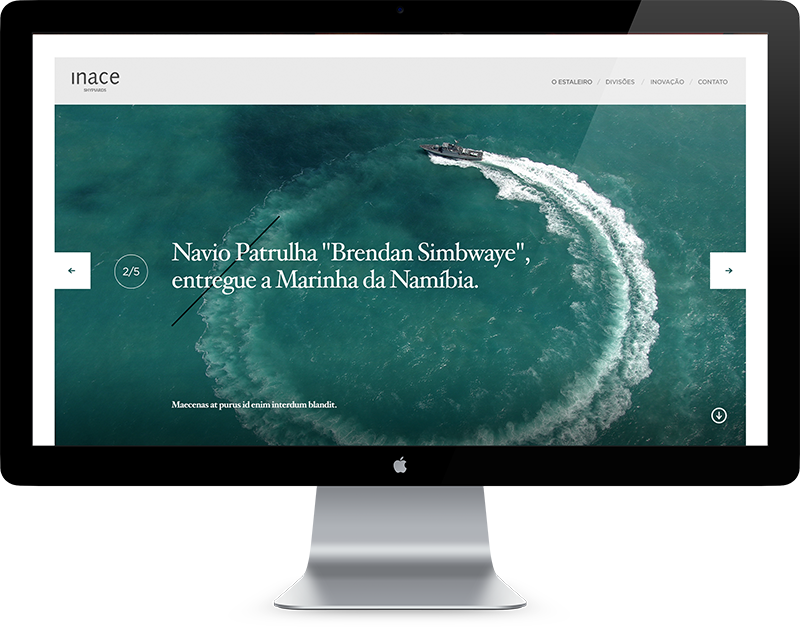 ınace
SHIPYARDS
O ESTALEIRO / DIVISÕES / INOVAÇÃO / CONTATO
2/5
Navio Patrulha "Brendan Simbwaye",
entregue a Marinha da Namíbia.
Maecenas at purus id enim interdum blandit.